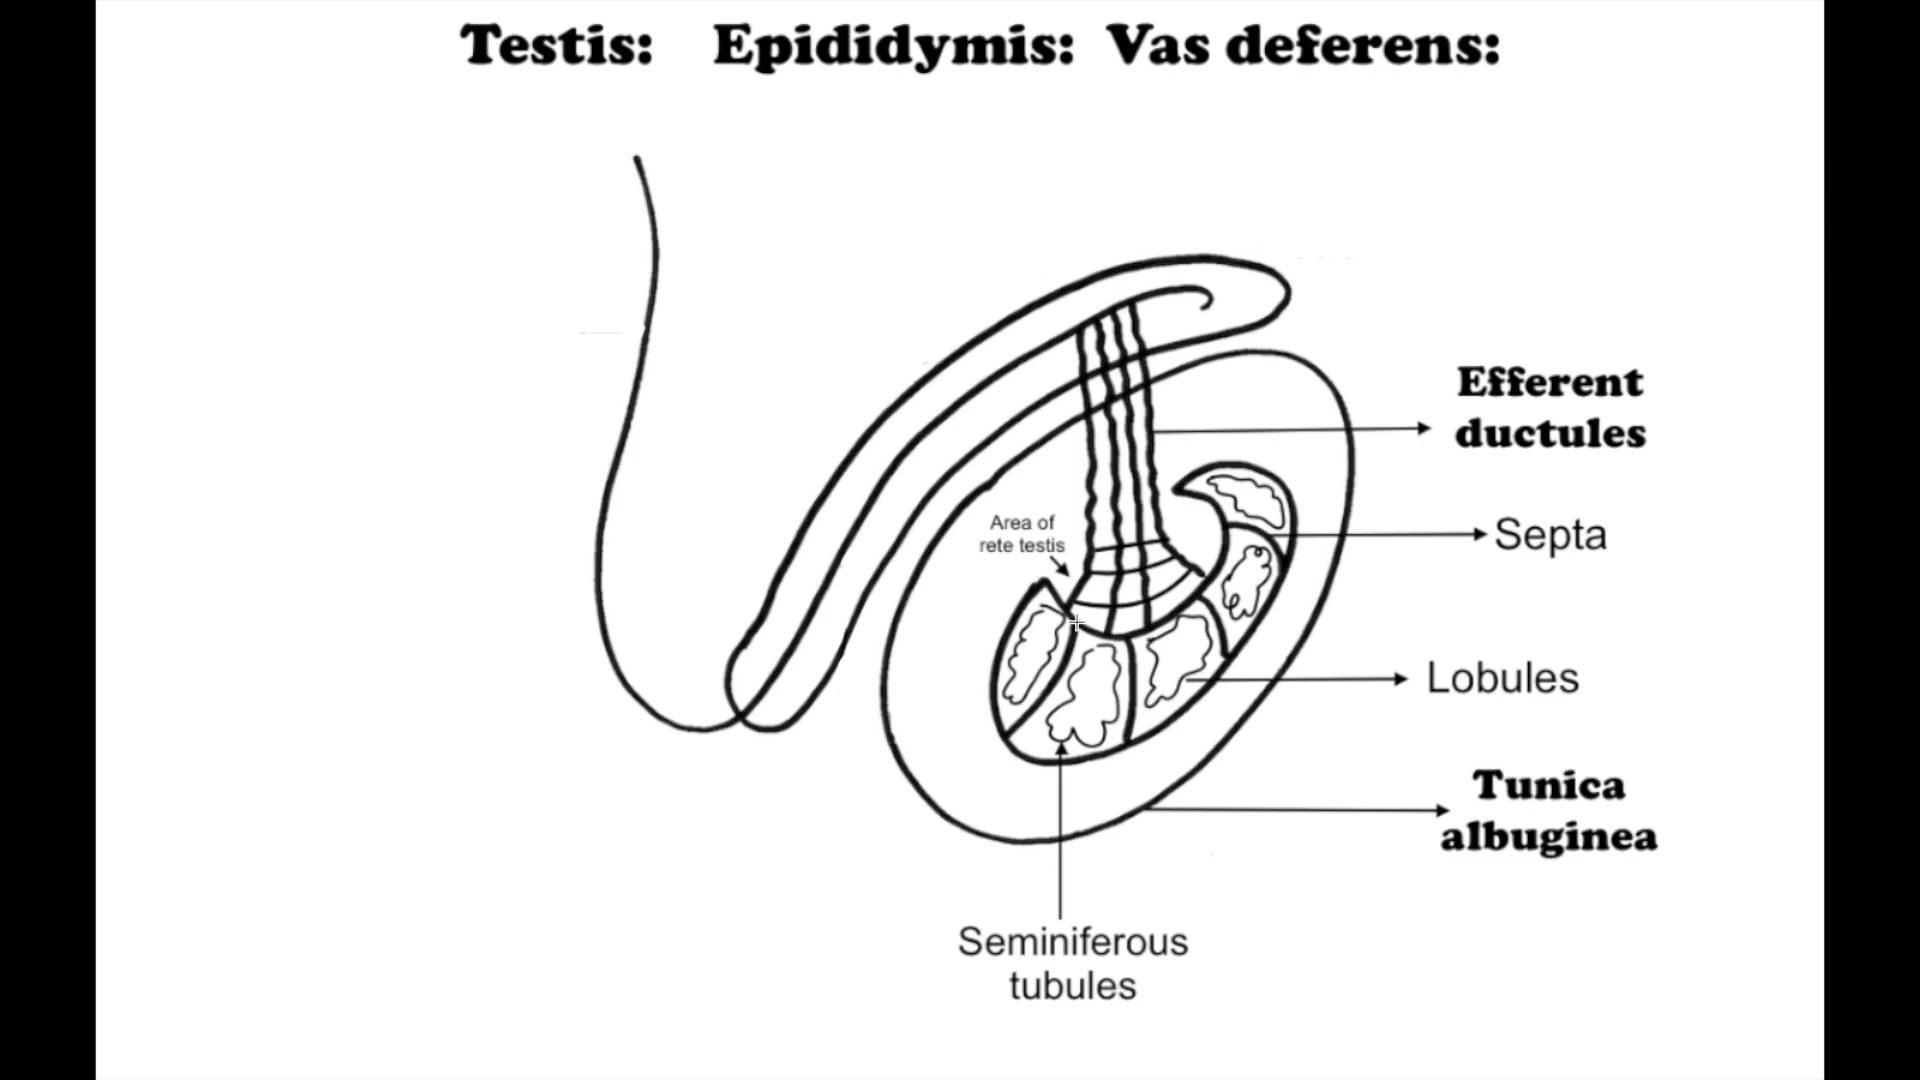 Testis: Epididymis: Vas deferens:
Efferent
ductules
Area of
rete testis
Septa
Lobules
Tunica
albuginea
Seminiferous
tubules